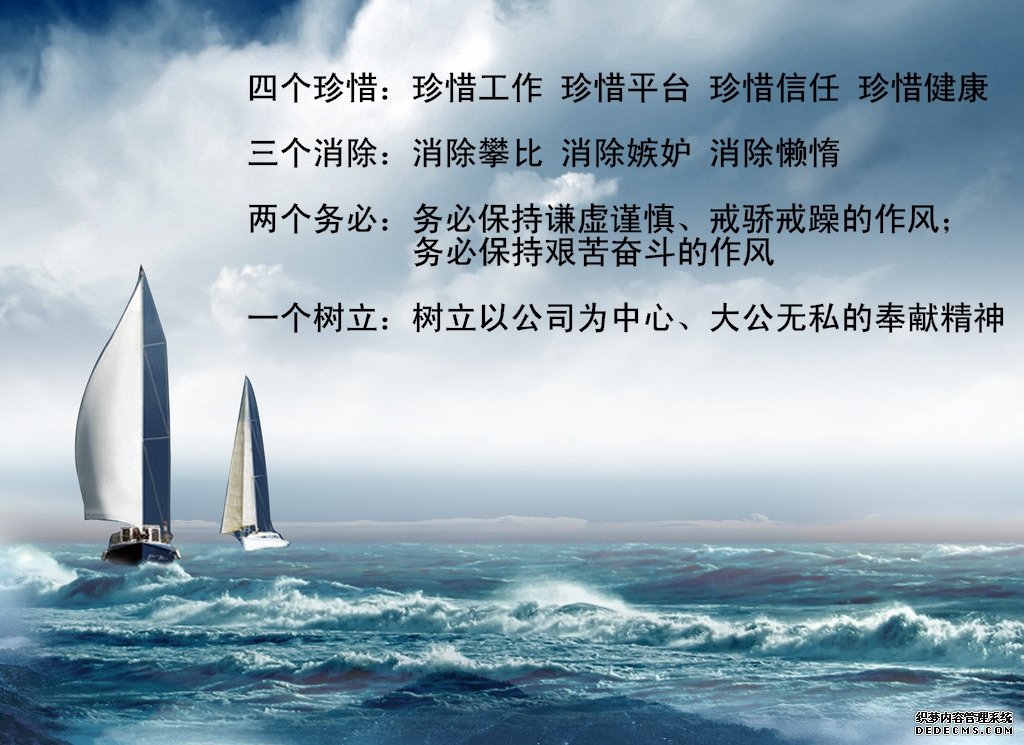 四个珍惜：珍惜工作 珍惜平台 珍惜信任 珍惜健康
三个消除：消除攀比 消除嫉妒 消除懒惰
两个务必：务必保持谦虚谨慎、戒骄戒躁的作风；
务必保持艰苦奋斗的作风
一个树立：树立以公司为中心、大公无私的奉献精神
织梦内容管理系统
DEDECMS.COM